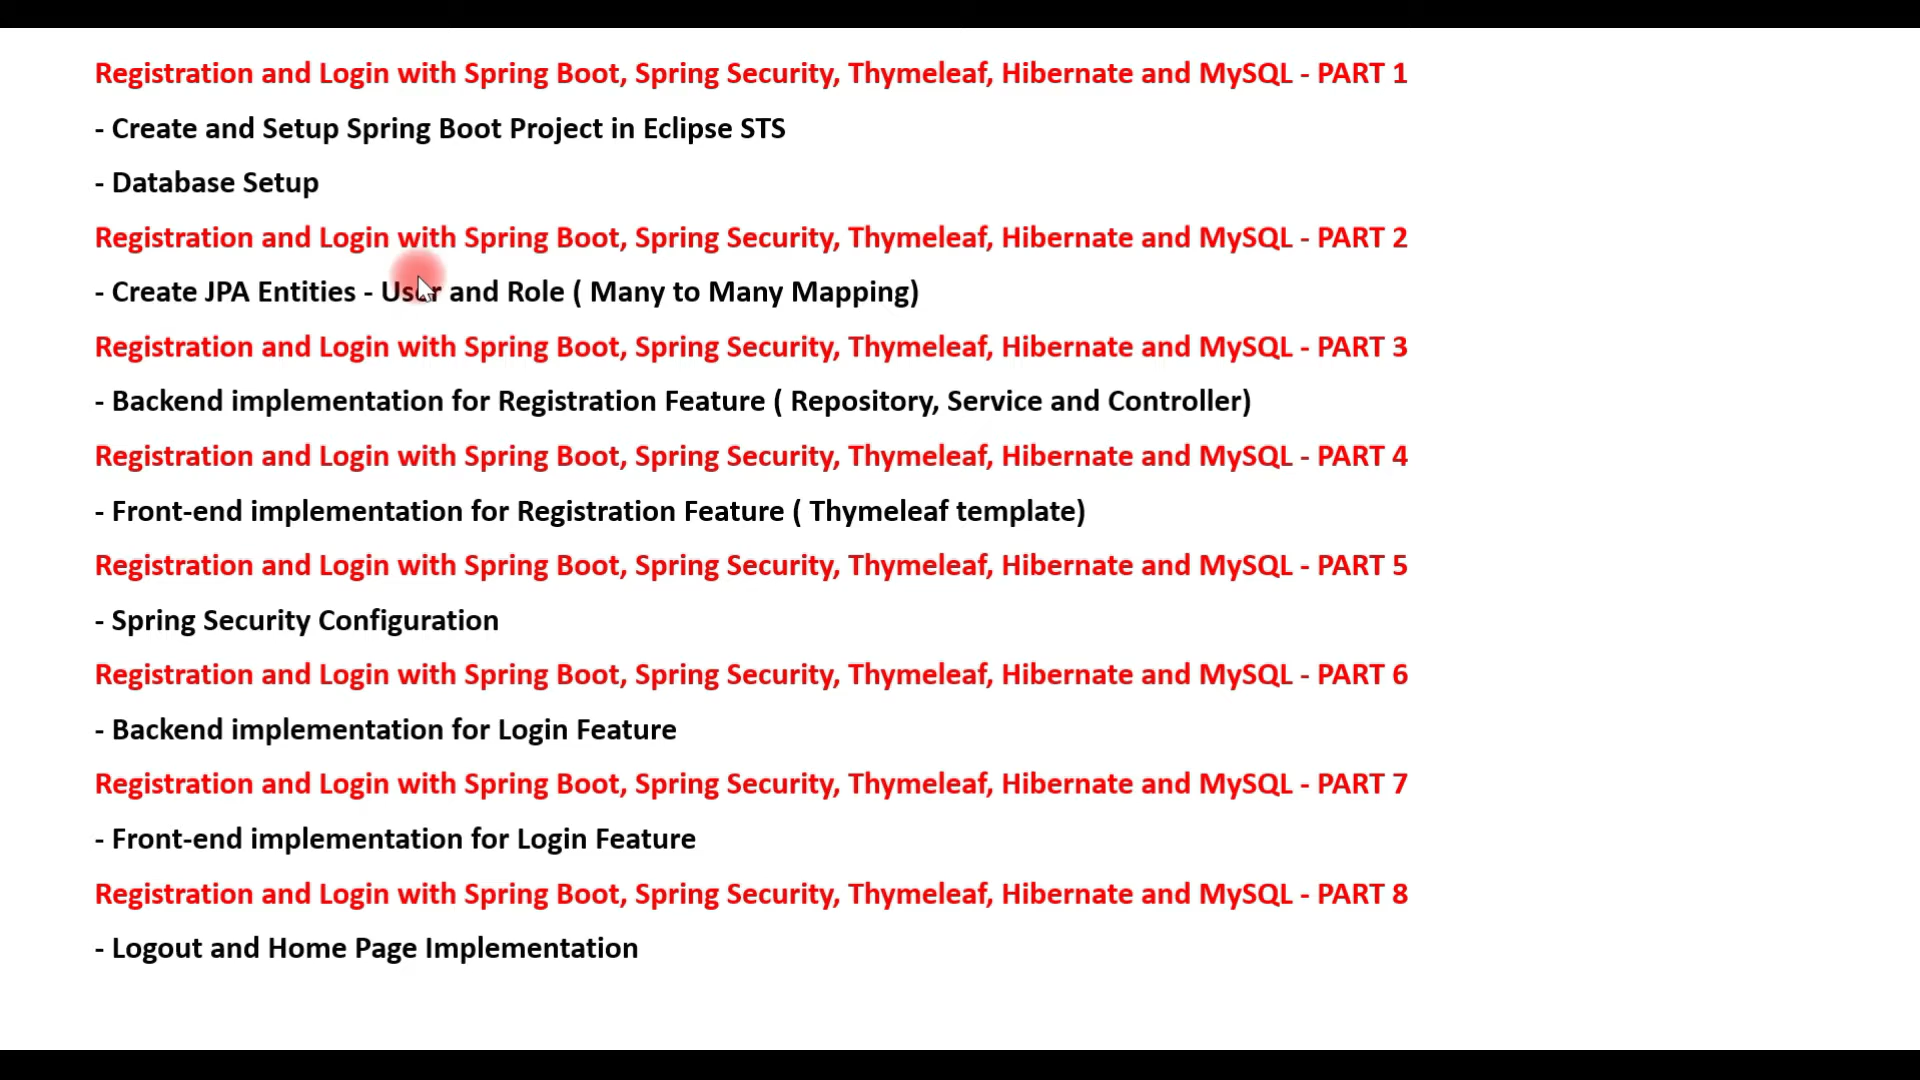 Registration and Login with Spring Boot, Spring Security, Thymeleaf, Hibernate and MySQL - PART 1
- Create and Setup Spring Boot Project in Eclipse STS
- Database Setup
Registration and Login with Spring Boot, Spring Security, Thymeleaf, Hibernate and MySQL - PART 2
- Create JPA Entities - User and Role ( Many to Many Mapping)
Registration and Login with Spring Boot, Spring Security, Thymeleaf, Hibernate and MySQL - PART 3
- Backend implementation for Registration Feature ( Repository, Service and Controller)
Registration and Login with Spring Boot, Spring Security, Thymeleaf, Hibernate and MySQL - PART 4
- Front-end implementation for Registration Feature ( Thymeleaf template)
Registration and Login with Spring Boot, Spring Security, Thymeleaf, Hibernate and MySQL - PART 5
- Spring Security Configuration
Registration and Login with Spring Boot, Spring Security, Thymeleaf, Hibernate and MySQL - PART 6
- Backend implementation for Login Feature
Registration and Login with Spring Boot, Spring Security, Thymeleaf, Hibernate and MySQL - PART 7
- Front-end implementation for Login Feature
Registration and Login with Spring Boot, Spring Security, Thymeleaf, Hibernate and MySQL - PART 8
- Logout and Home Page Implementation